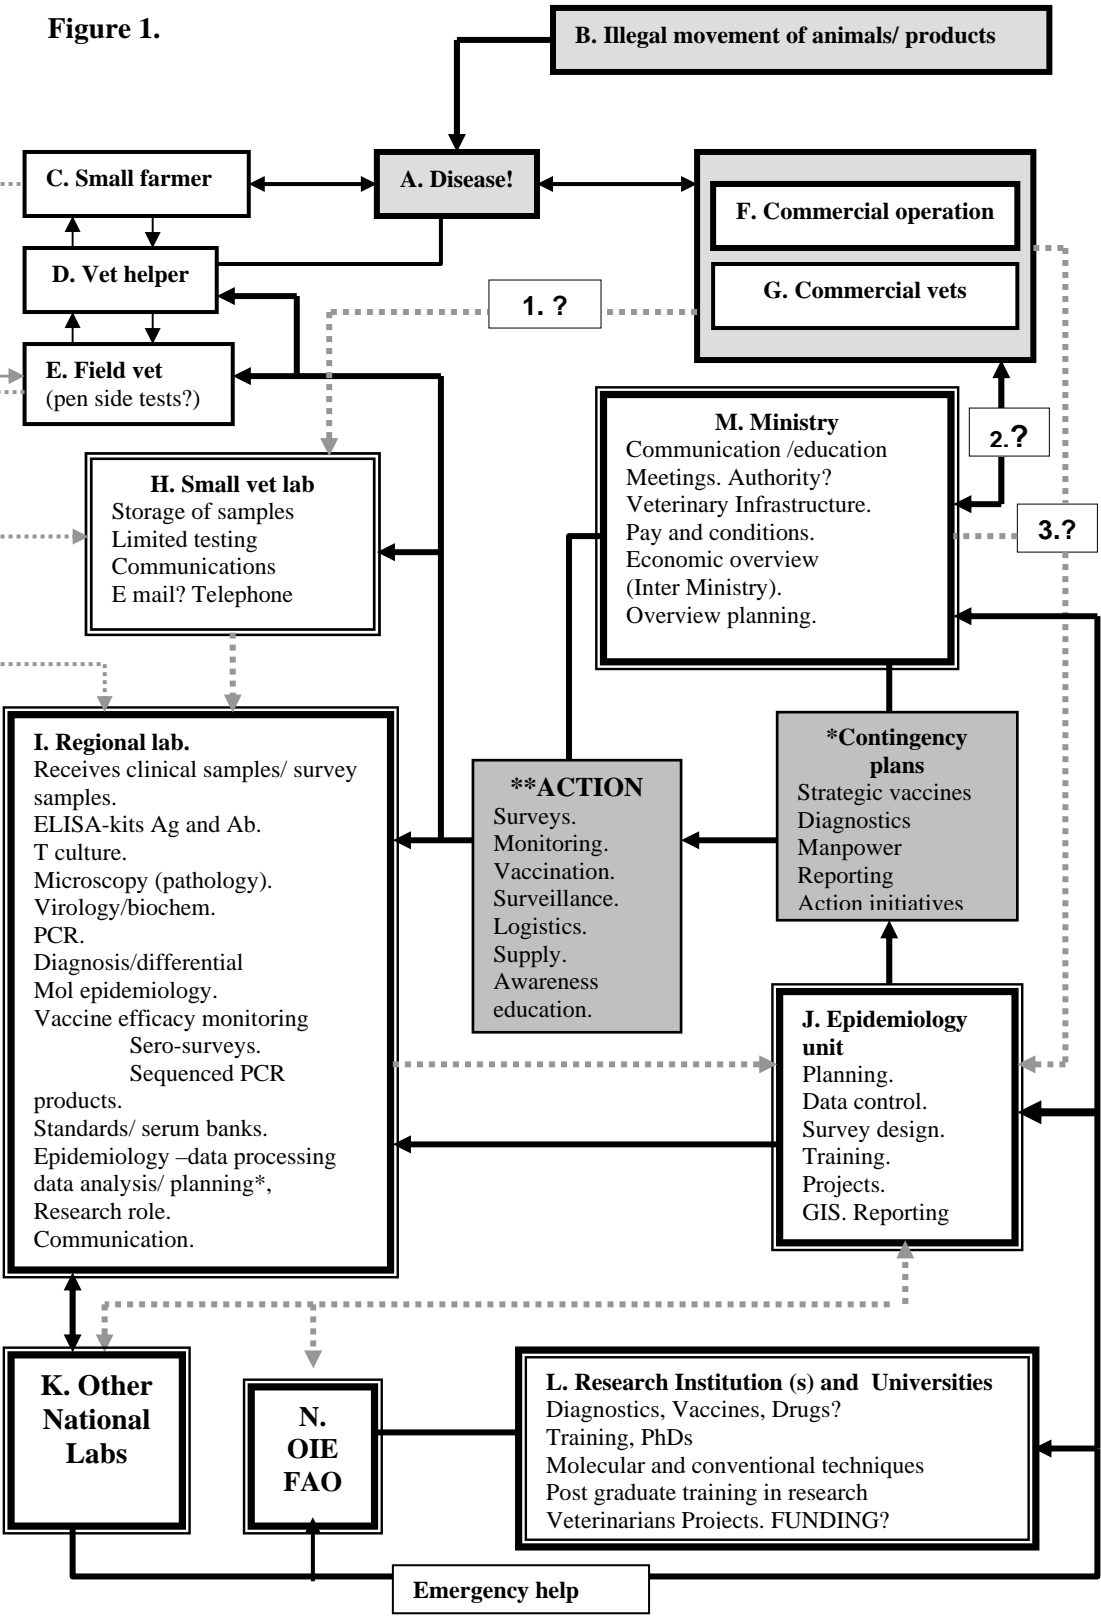 Figure 1.
B. Illegal movement of animals/ products
C. Small farmer
A. Disease!
F. Commercial operation
D. Vet helper
G. Commercial vets
1. ?
E. Field vet
(pen side tests?)
M. Ministry
Communication /education
Meetings. Authority?
Veterinary Infrastructure.
Pay and conditions.
Economic overview
(Inter Ministry).
Overview planning.
2.?
3.?
H. Small vet lab
Storage of samples
Limited testing
Communications
E mail? Telephone
I. Regional lab.
Receives clinical samples/ survey
samples.
ELISA-kits Ag and Ab.
T culture.
Microscopy (pathology).
Virology/biochem.
PCR.
Diagnosis/differential
Mol epidemiology.
Vaccine efficacy monitoring
Sero-surveys.
Sequenced PCR
products.
Standards/ serum banks.
Epidemiology –data processing
data analysis/ planning*,
Research role.
Communication.
**ACTION
Surveys.
Monitoring.
Vaccination.
Surveillance.
Logistics.
Supply.
Awareness
education.
*Contingency
plans
Strategic vaccines
Diagnostics
Manpower
Reporting
Action initiatives
J. Epidemiology
unit
Planning.
Data control.
Survey design.
Training.
Projects.
GIS. Reporting
K. Other
National
Labs
N.
OIE
FAO
L. Research Institution (s) and  Universities
Diagnostics, Vaccines, Drugs?
Training, PhDs
Molecular and conventional techniques
Post graduate training in research
Veterinarians Projects. FUNDING?
Emergency help